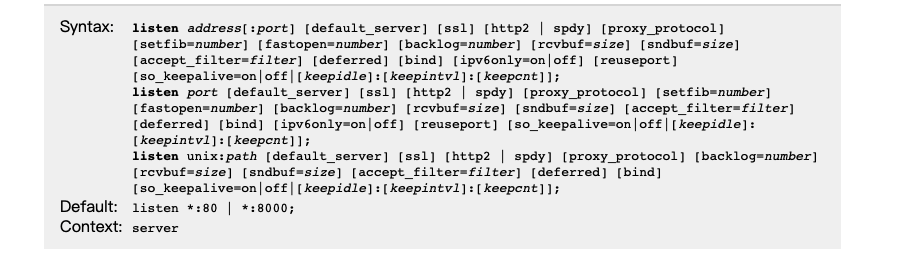 Syntax: listen address[:port] [default_server] [ssl] [http2 | spdy] [proxy_protocol]
[setfib=number] [fastopen=number] [backlog=number] [rcvbuf=size] [sndbuf=size]
[accept_filter=filter] [deferred] [bind] [ipv6only=on|off] [reuseport]
[so_keepalive=on|off|[keepidle]:[keepintvl]:[keepcnt]];
listen port [default_server] [ssl] [http2 | spdy] [proxy_protocol] [setfib=number]
[fastopen=number] [backlog=number] [rcvbuf=size] [sndbuf=size] [accept_filter=filter]
[deferred] [bind] [ipv6only=on|off] [reuseport] [so_keepalive=on|off|[keepidle]:
[keepintvl]:[keepcnt]];
listen unix:path [default_server] [ssl] [http2 | spdy] [proxy_protocol] [backlog=number]
[rcvbuf=size] [sndbuf=size] [accept_filter=filter] [deferred] [bind]
[so_keepalive=on|off|[keepidle]:[keepintvl]:[keepcnt]];
Default: listen *:80 | *:8000;
Context: server